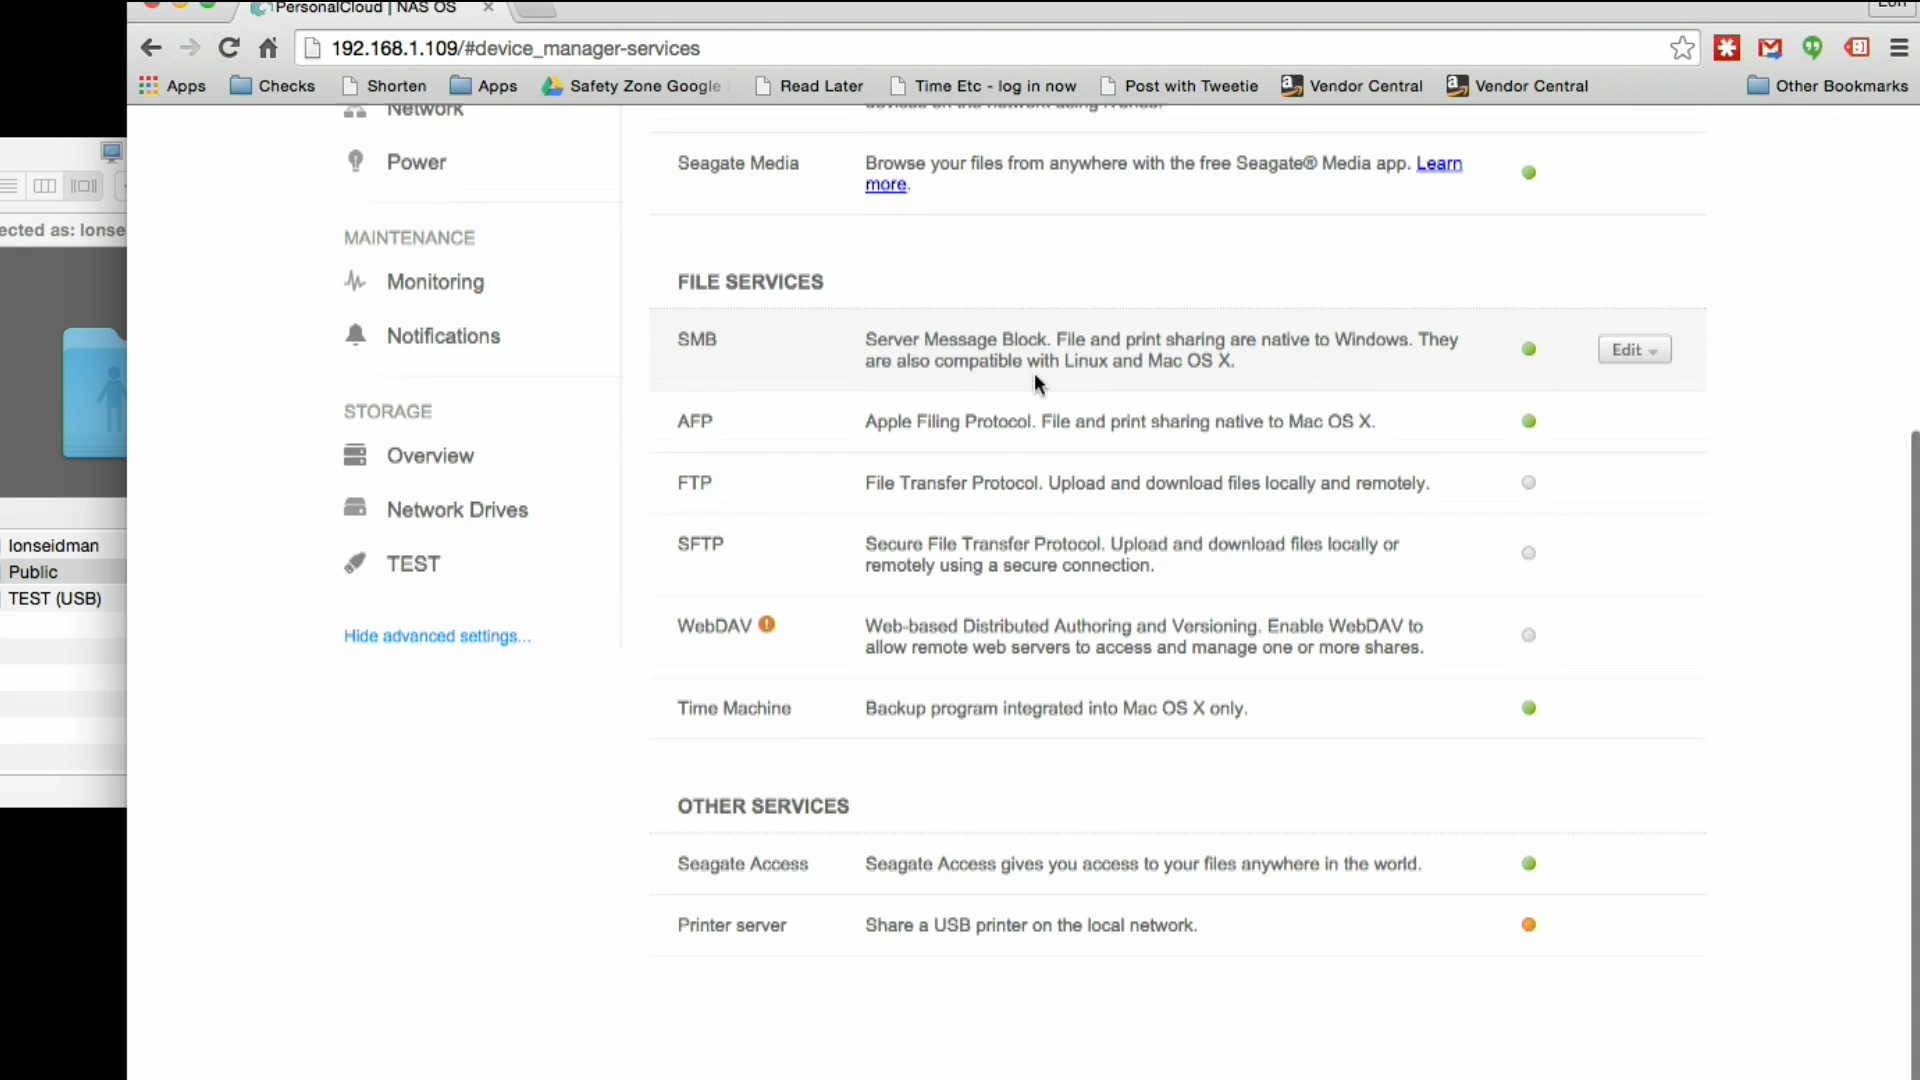 PersonalCloud | NAS OS
192.168.1.109/#device_manager-services
Apps
Checks
Shorten
Apps
Safety Zone Google
Read Later
Time Etc - log in now
Post with Tweetie
Vendor Central
Vendor Central
Other Bookmarks
ected as: lonse
lonseidman
Public
TEST (USB)
Network
Power
MAINTENANCE
Monitoring
Notifications
STORAGE
Overview
Network Drives
TEST
Hide advanced settings...
Seagate Media
Browse your files from anywhere with the free Seagate® Media app. Learn
more.
FILE SERVICES
SMB
Server Message Block. File and print sharing are native to Windows. They
are also compatible with Linux and Mac OS X.
Edit
AFP
Apple Filing Protocol. File and print sharing native to Mac OS X.
FTP
File Transfer Protocol. Upload and download files locally and remotely.
SFTP
Secure File Transfer Protocol. Upload and download files locally or
remotely using a secure connection.
WebDAV
Web-based Distributed Authoring and Versioning. Enable WebDAV to
allow remote web servers to access and manage one or more shares.
Time Machine
Backup program integrated into Mac OS X only.
OTHER SERVICES
Seagate Access
Seagate Access gives you access to your files anywhere in the world.
Printer server
Share a USB printer on the local network.